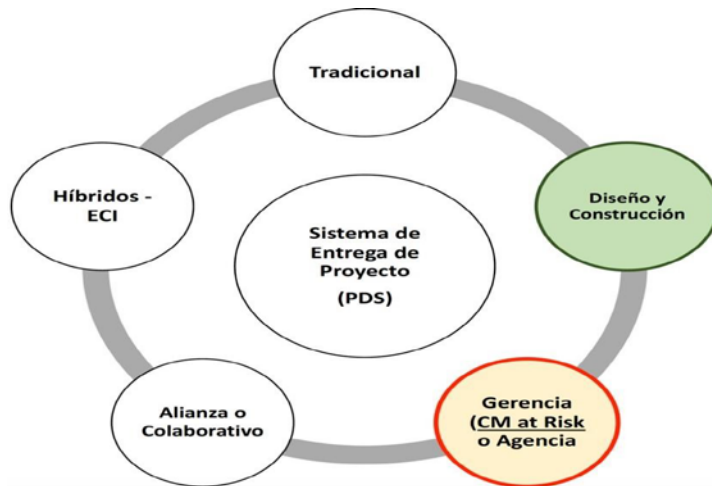 Tradicional
Híbridos -
ECI
Diseño y
Construcción
Sistema de
Entrega de
Proyecto
(PDS)
Alianza o
Colaborativo
Gerencia
(CM at Risk
o Agencia